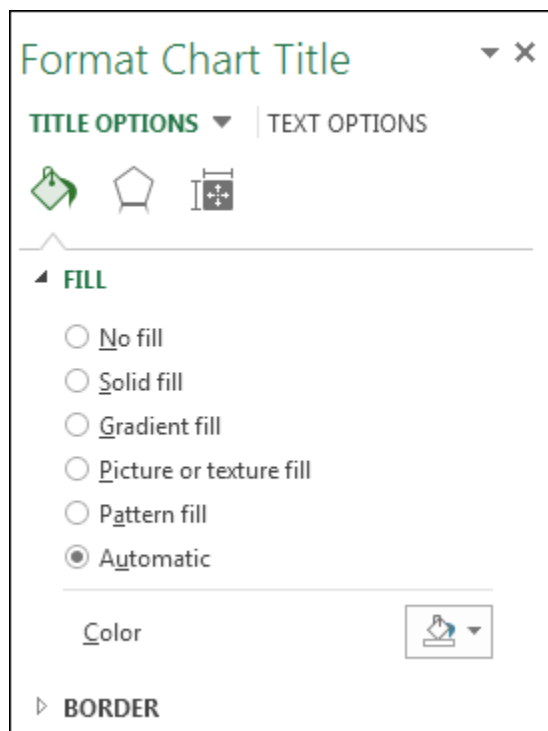 Format Chart Title
TITLE OPTIONS TEXT OPTIONS
FILL
No fill
Solid fill
Gradient fill
Picture or texture fill
Pattern fill
Automatic
Color
BORDER